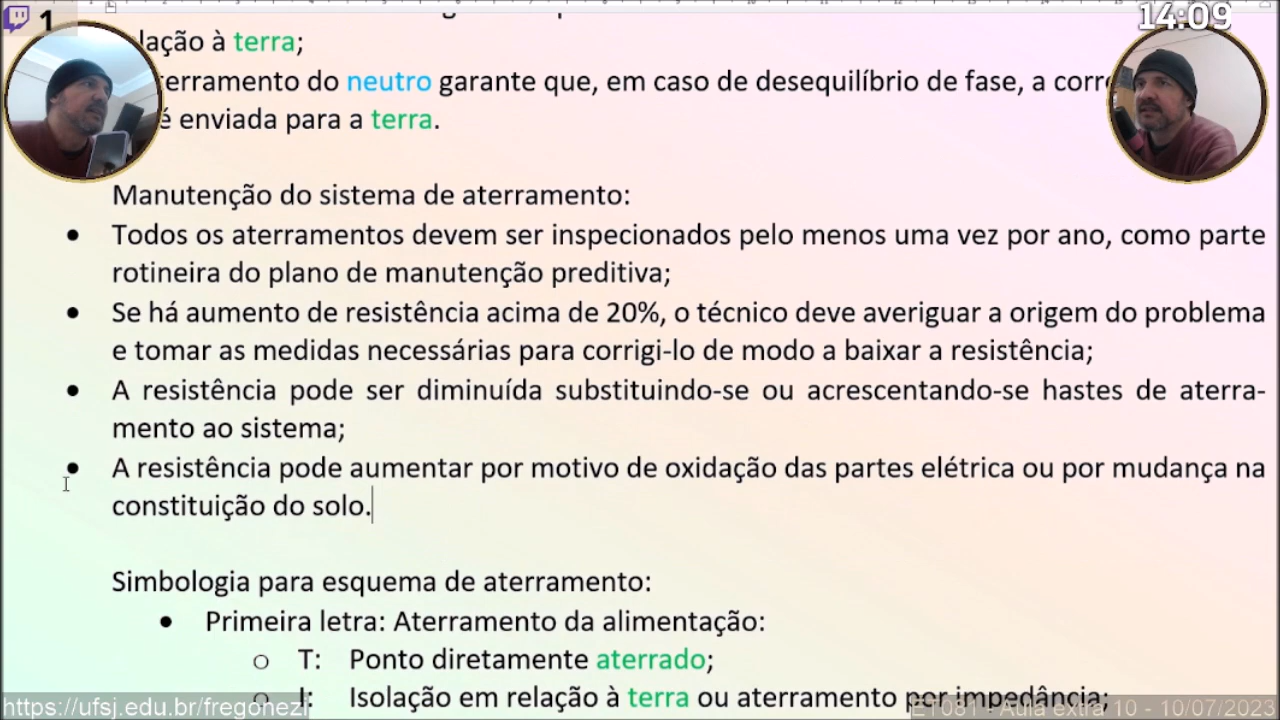 1
14:09
lação à terra;
terramento do neutro garante que, em caso de desequilíbrio de fase, a
é enviada para a terra.
Manutenção do sistema de aterramento:
• Todos os aterramentos devem ser inspecionados pelo menos uma vez por ano, como parte
rotineira do plano de manutenção preditiva;
• Se há aumento de resistência acima de 20%, o técnico deve averiguar a origem do problema
e tomar as medidas necessárias para corrigi-lo de modo a baixar a resistência;
• A resistência pode ser diminuída substituindo-se ou acrescentando-se hastes de aterra-
mento ao sistema;
• A resistência pode aumentar por motivo de oxidação das partes elétrica ou por mudança na
constituição do solo.
Simbologia para esquema de aterramento:
• Primeira letra: Aterramento da alimentação:
o T: Ponto diretamente aterrado;
o I: Isolação em relação à terra ou aterramento por impedância;
https://ufsj.edu.br/fregonezi
ET081 - Aula extra 10 - 10/07/2023